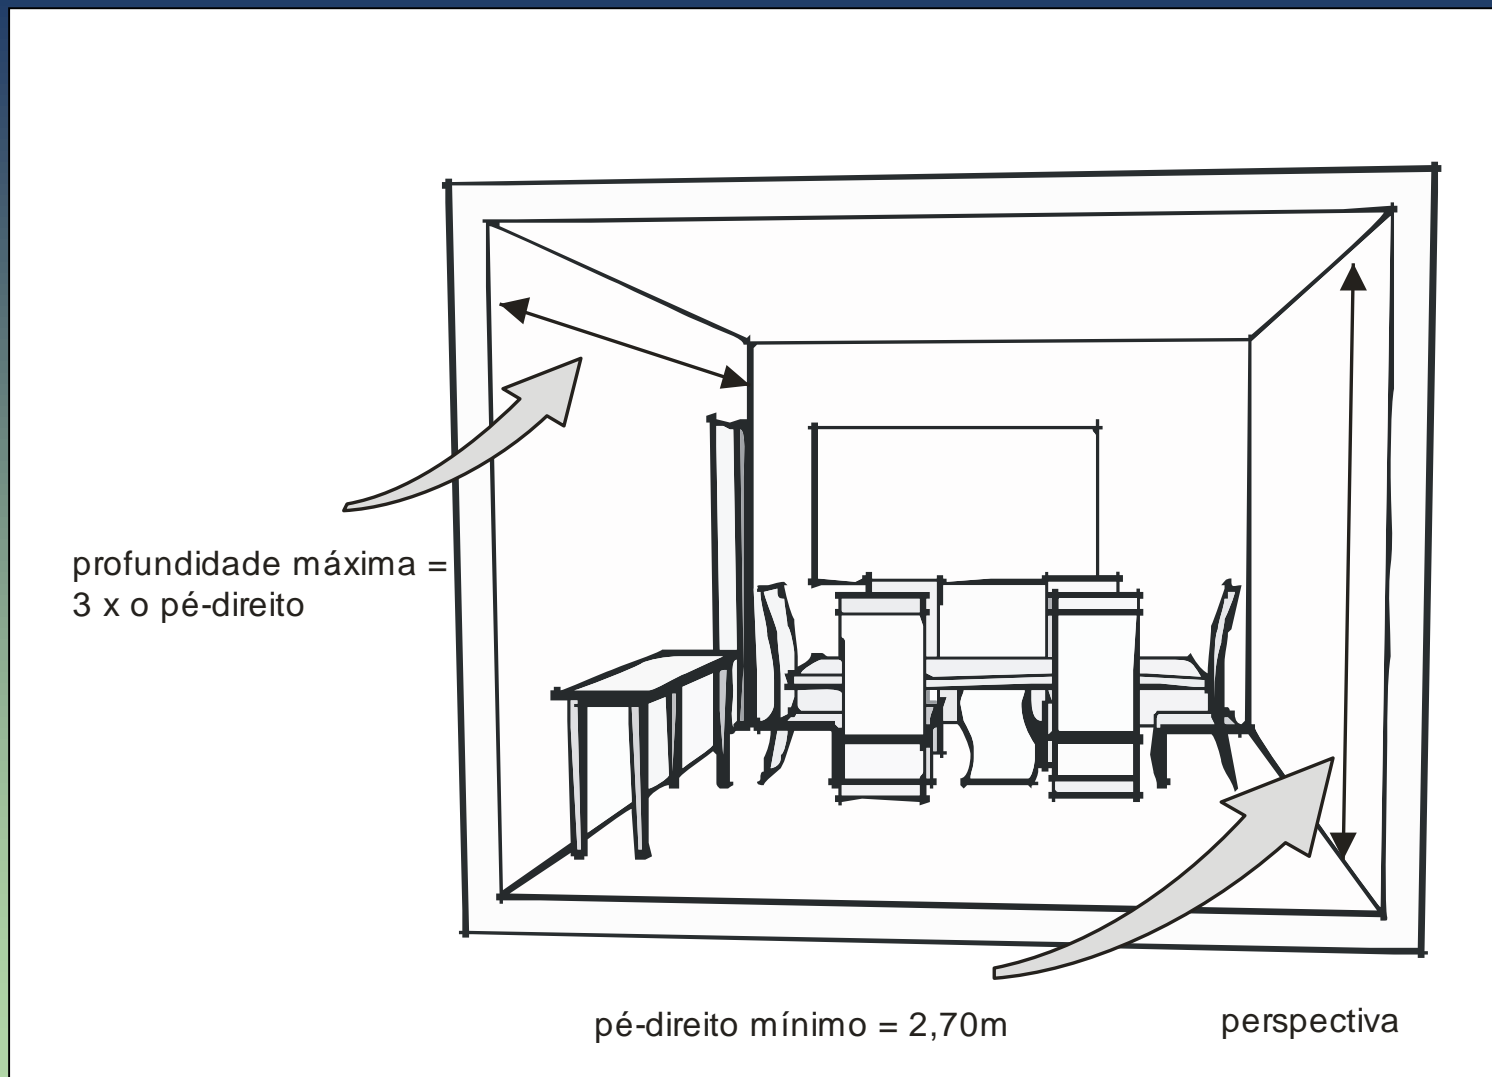 profundidade máxima =
3 x o pé-direito
pé-direito mínimo = 2,70m
perspectiva